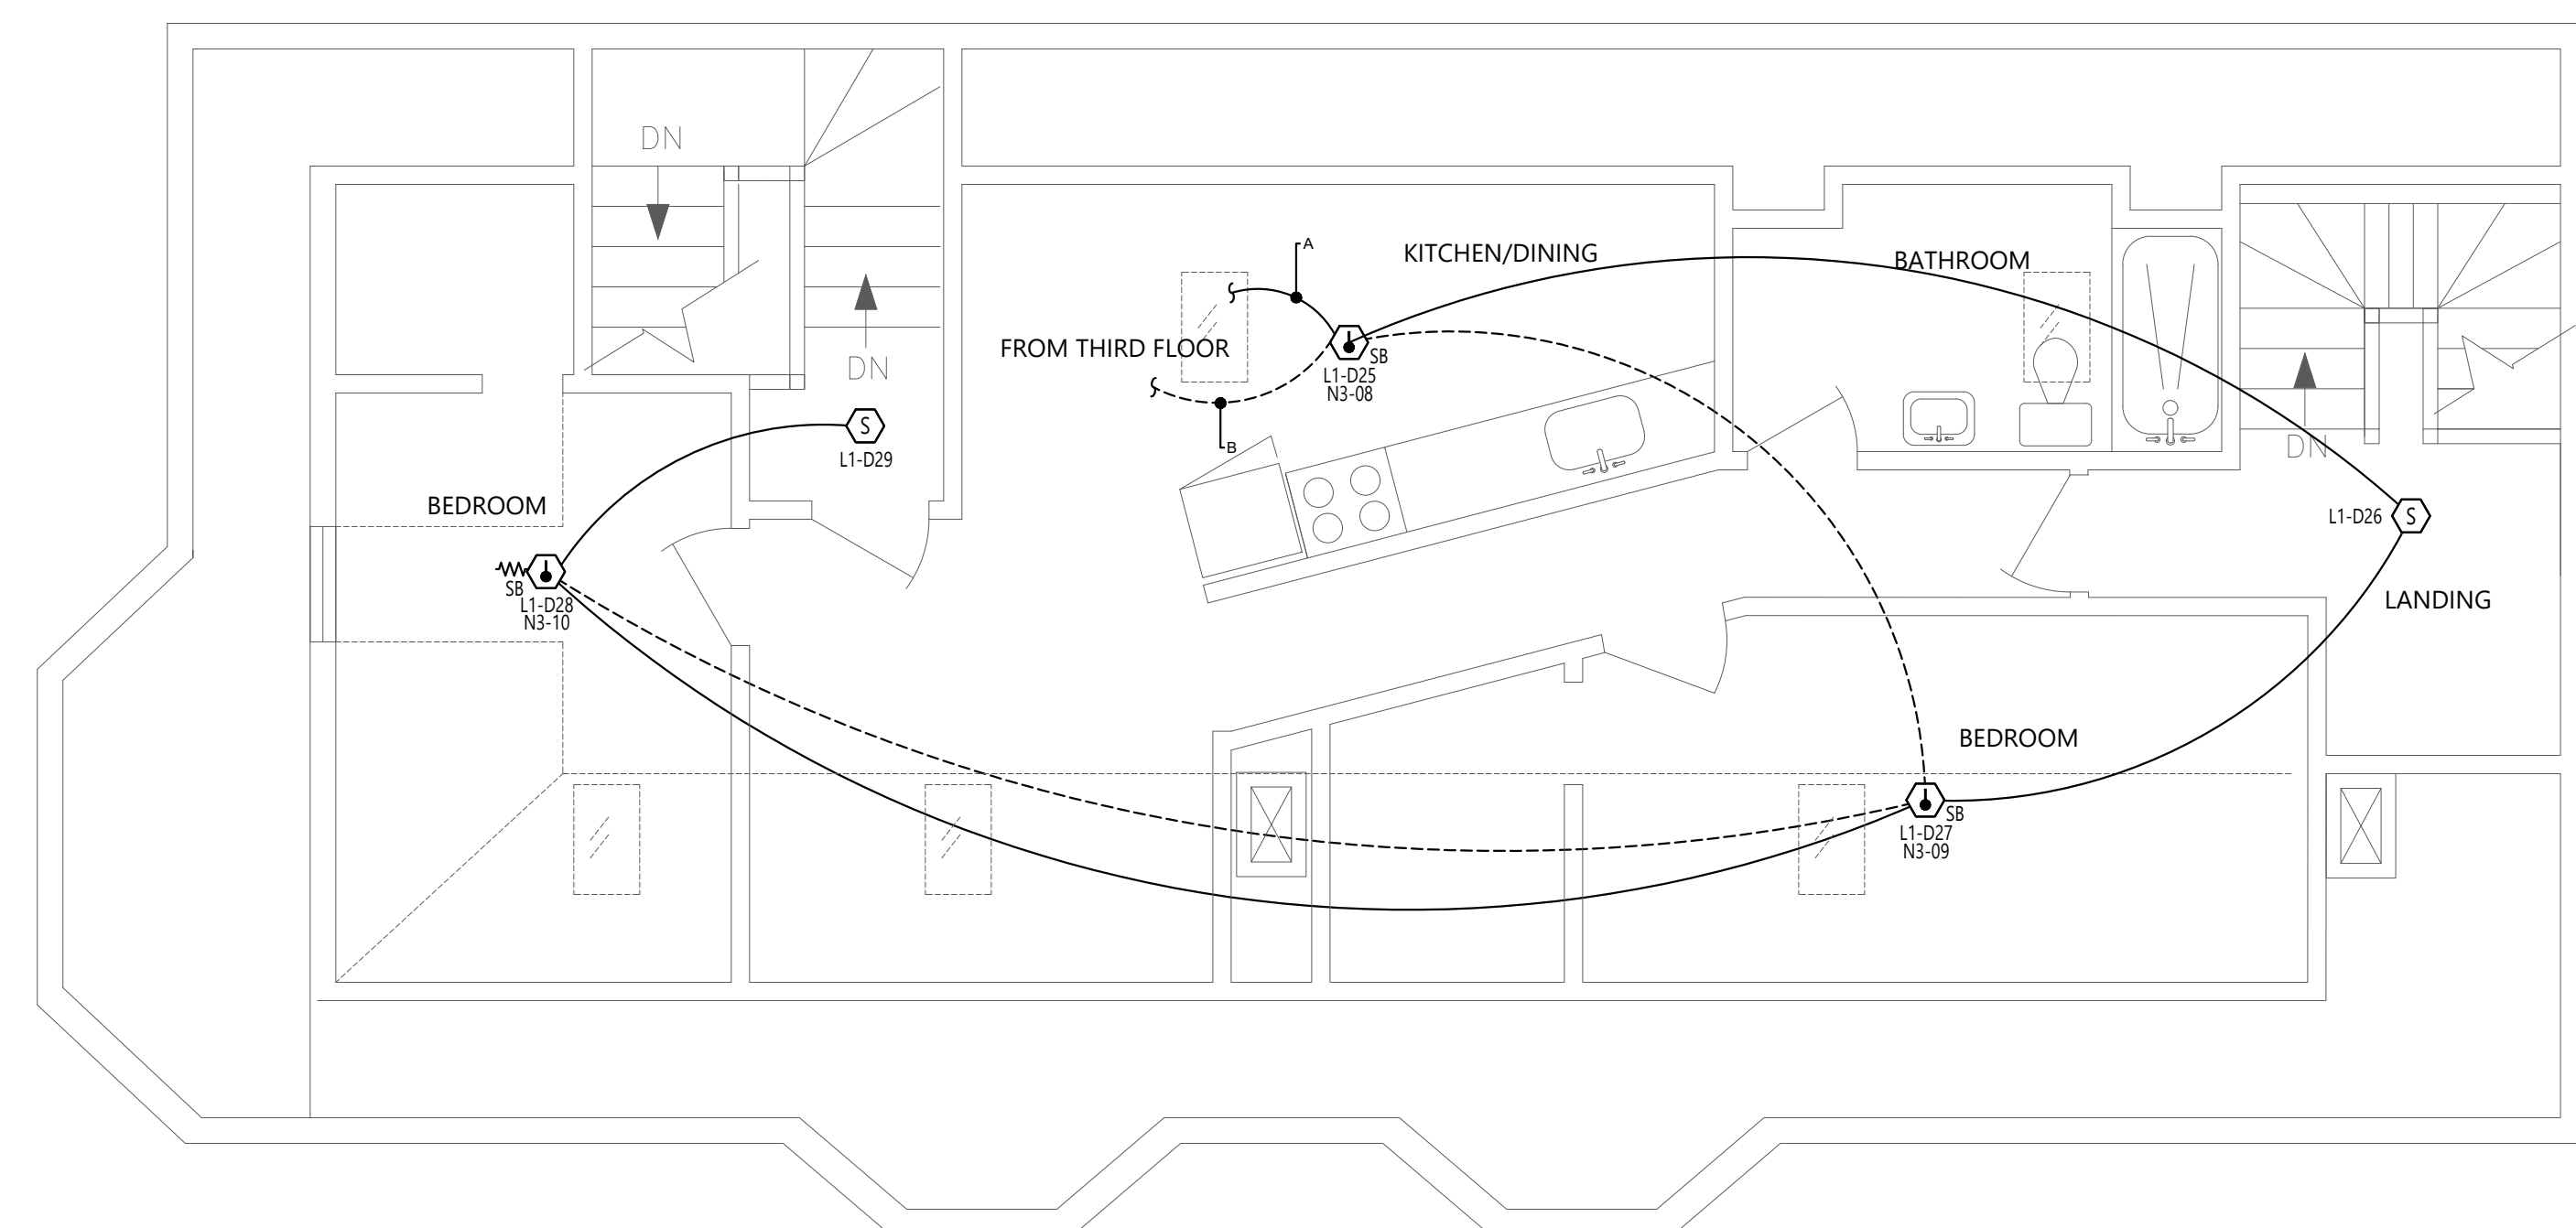 DN
A
KITCHEN/DINING
BATHROOM
FROM THIRD FLOOR
SB
L1-D25
N3-08
DN
B
S
L1-D29
DN
BEDROOM
L1-D26
S
SB
L1-D28
N3-10
LANDING
BEDROOM
SB
L1-D27
N3-09